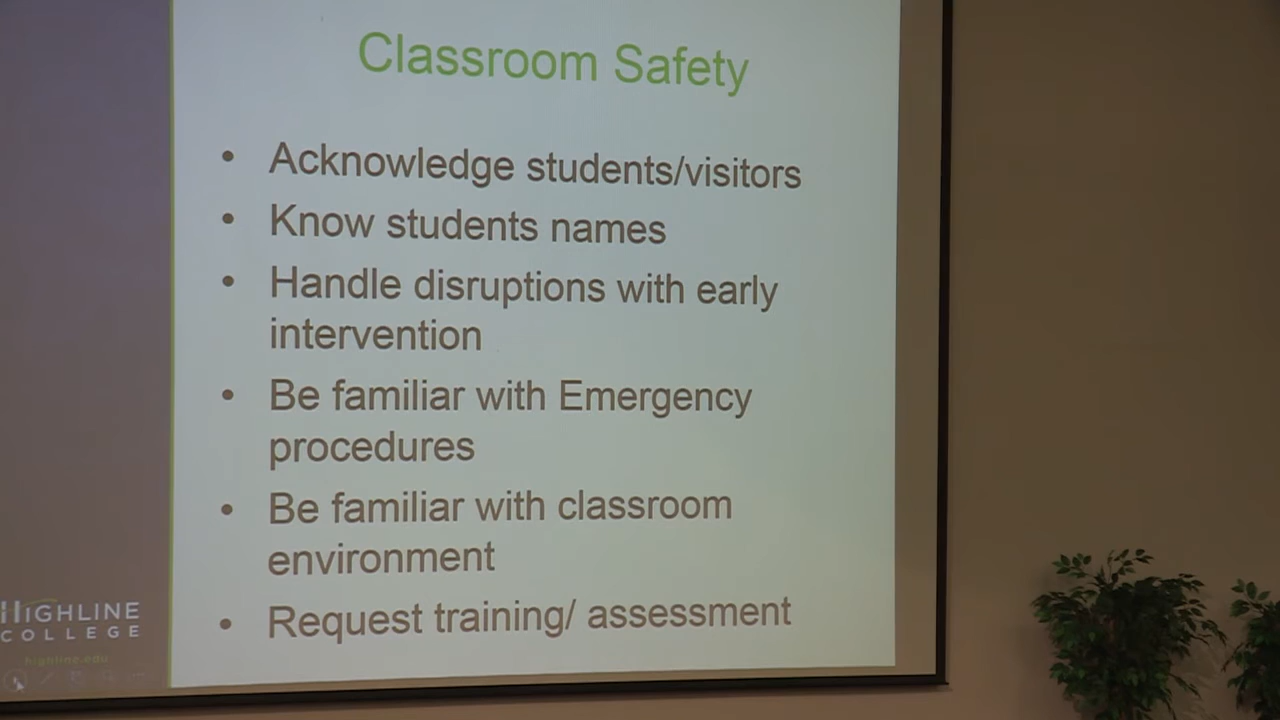 Classroom Safety
• Acknowledge students/visitors
• Know students names
• Handle disruptions with early
intervention
• Be familiar with Emergency
procedures
• Be familiar with classroom
environment
• Request training/ assessment
HIGHLINE
COLLEGE
highline.edu